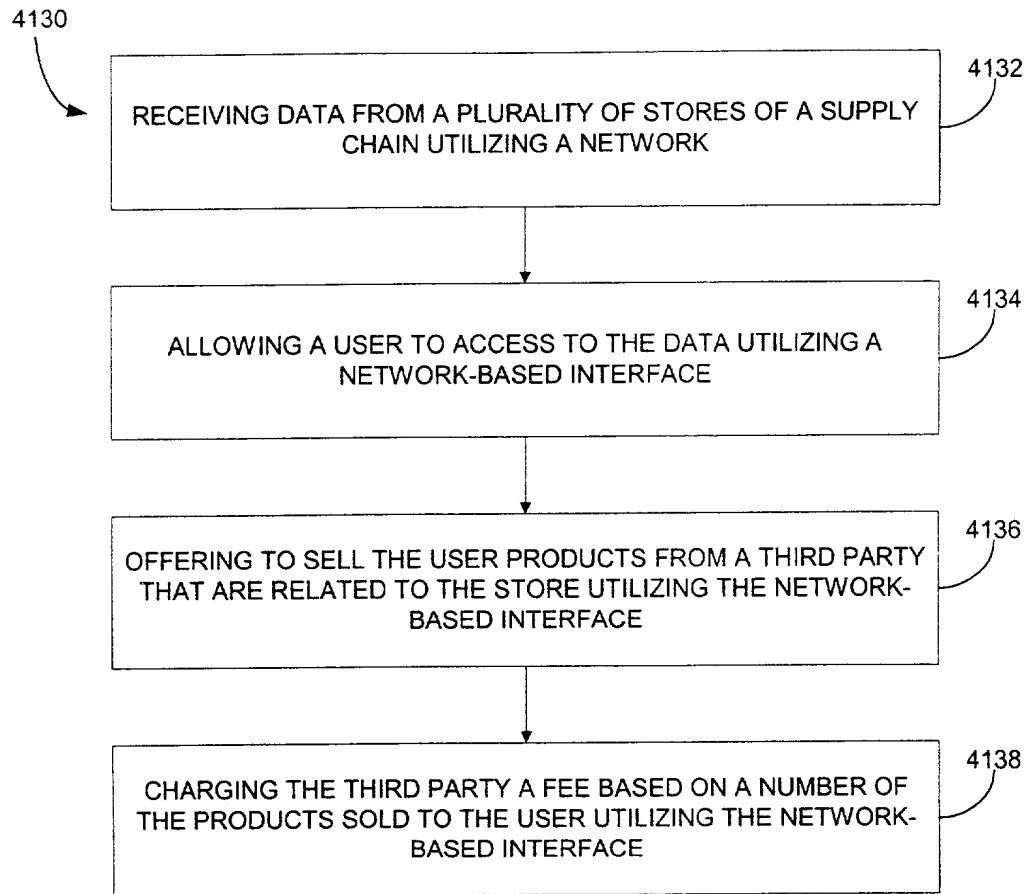 4130
4132
RECEIVING DATA FROM A PLURALITY OF STORES OF A SUPPLY
CHAIN UTILIZING A NETWORK
4134
ALLOWING A USER TO ACCESS TO THE DATA UTILIZING A
NETWORK-BASED INTERFACE
4136
OFFERING TO SELL THE USER PRODUCTS FROM A THIRD PARTY
THAT ARE RELATED TO THE STORE UTILIZING THE NETWORK-
BASED INTERFACE
4138
CHARGING THE THIRD PARTY A FEE BASED ON A NUMBER OF
THE PRODUCTS SOLD TO THE USER UTILIZING THE NETWORK-
BASED INTERFACE